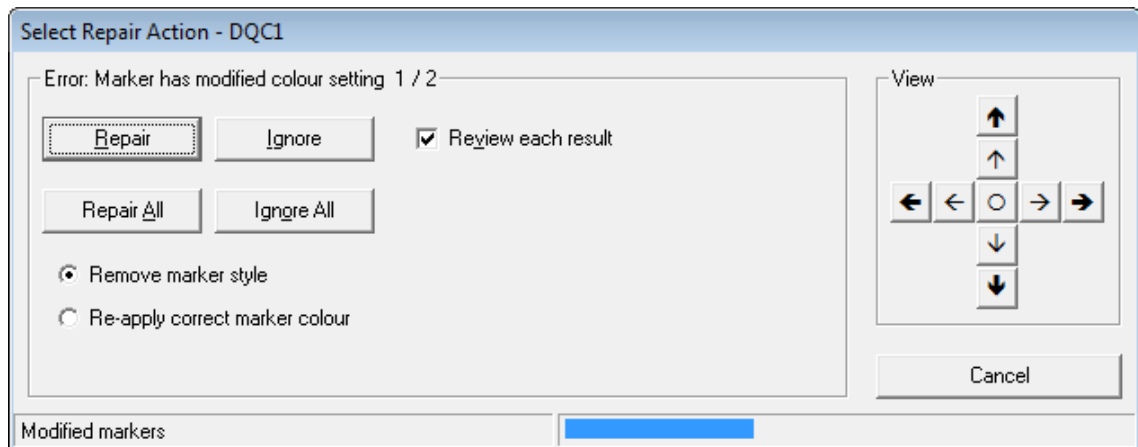 Select Repair Action - DQC1
Error: Marker has modified colour setting 1 / 2
Repair
Ignore
Review each result
Repair All
Ignore All
Remove marker style
Re-apply correct marker colour
View
Cancel
Modified markers